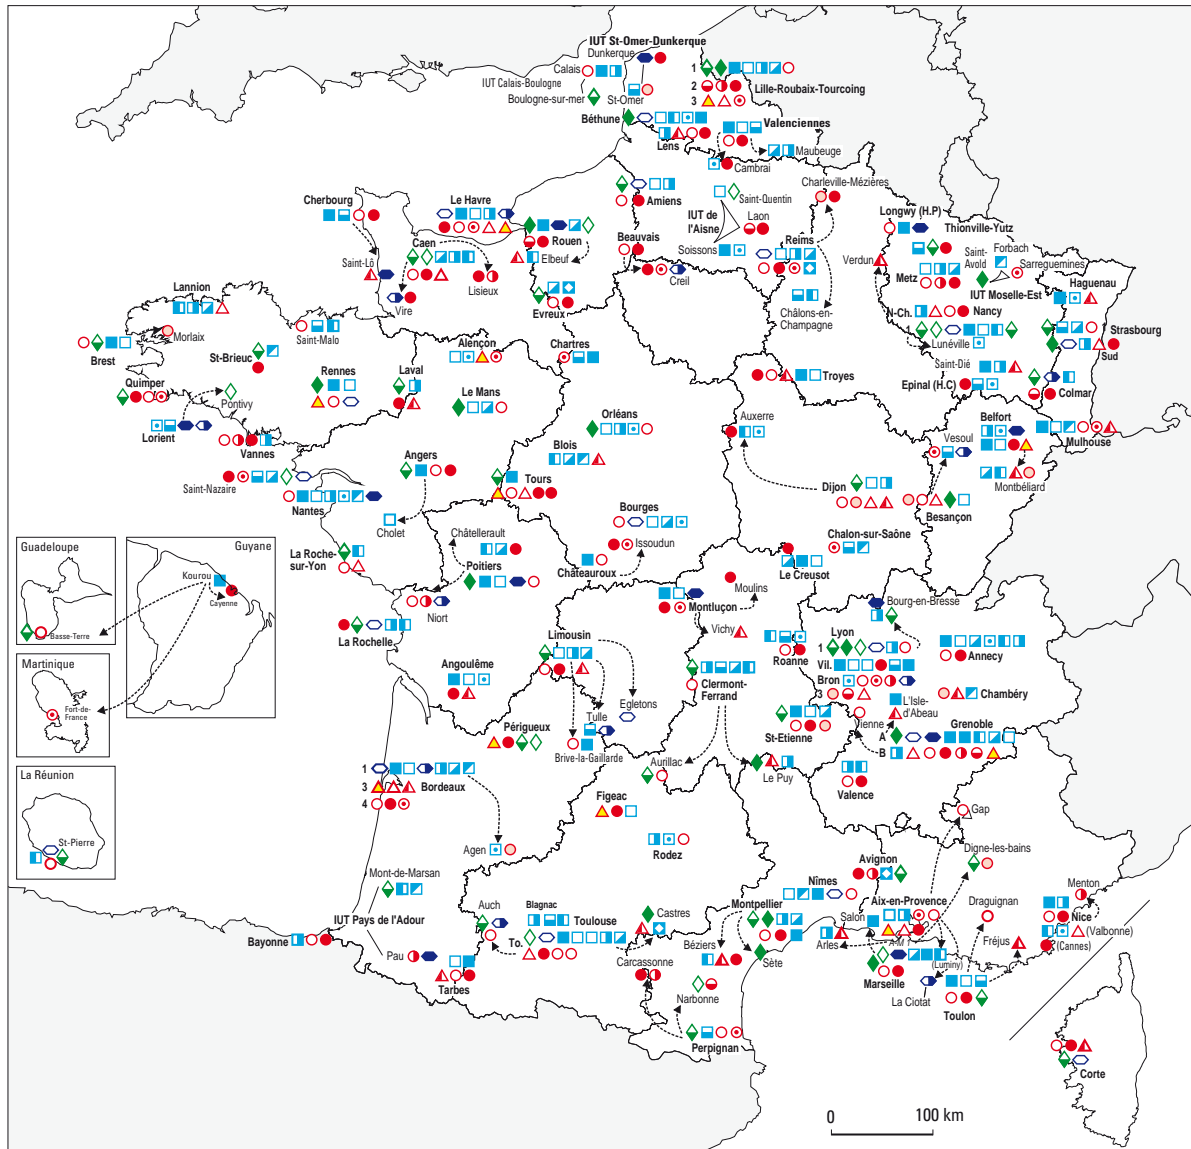 IUT St-Omer-Dunkerque
Dunkerque
Calais
IUT Calais-Boulogne
Boulogne-sur-mer
St-Omer
1
2
Lille-Roubaix-Tourcoing
3
Béthune
Lens
Valenciennes
Maubeuge
Cambrai
Cherbourg
Le Havre
Amiens
Saint-Quentin
IUT de
l'Aisne
Laon
Soissons
Charleville-Mézières
Longwy (H.P)
Thionville-Yutz
Rouen
Elbeuf
Beauvais
Creil
Reims
Verdun
Saint-
Avold
Forbach
Sarreguemines
Metz
IUT Moselle-Est
Haguenau
Caen
Saint-Lô
Lisieux
Vire
Evreux
Châlons-en-
Champagne
N-Ch.
Nancy
Lunéville
Strasbourg
Sud
Lannion
Morlaix
Brest
Saint-Malo
St-Brieuc
Alençon
Chartres
Saint-Dié
Epinal (H.C)
Colmar
Quimper
Rennes
Laval
Le Mans
Troyes
Pontivy
Lorient
Vannes
Orléans
Auxerre
Belfort
Mulhouse
Vesoul
Montbéliard
Blois
Angers
Tours
Saint-Nazaire
Nantes
Cholet
Dijon
Besançon
Bourges
Issoudun
Châteauroux
Châtellerault
Poitiers
La Roche-
sur-Yon
Chalon-sur-Saône
Le Creusot
Guadeloupe
Basse-Terre
Guyane
Kourou
Cayenne
Niort
La Rochelle
Moulins
Montluçon
Vichy
Bourg-en-Bresse
Martinique
Fort-de-
France
Limousin
Angoulême
Egletons
Tulle
Brive-la-Gaillarde
Roanne
Clermont-
Ferrand
Lyon
1
Vil.
Bron
3
Annecy
Chambéry
L'Isle-
d'Abeau
Vienne
Grenoble
A
B
St-Etienne
Périgueux
La Réunion
St-Pierre
1
3
Bordeaux
4
Aurillac
Le Puy
Valence
Figeac
Agen
Rodez
Gap
Digne-les-bains
Mont-de-Marsan
IUT Pays de l'Adour
Bayonne
Pau
Tarbes
Auch
Blagnac
Toulouse
To.
Castres
Montpellier
Nîmes
Avignon
Aix-en-Provence
Salon
Arles
Draguignan
Menton
Nice
(Valbonne)
(Cannes)
Fréjus
Béziers
Sète
Carcassonne
Narbonne
Perpignan
Marseille
(Luminy)
La Ciotat
Toulon
Corte
0
100 km